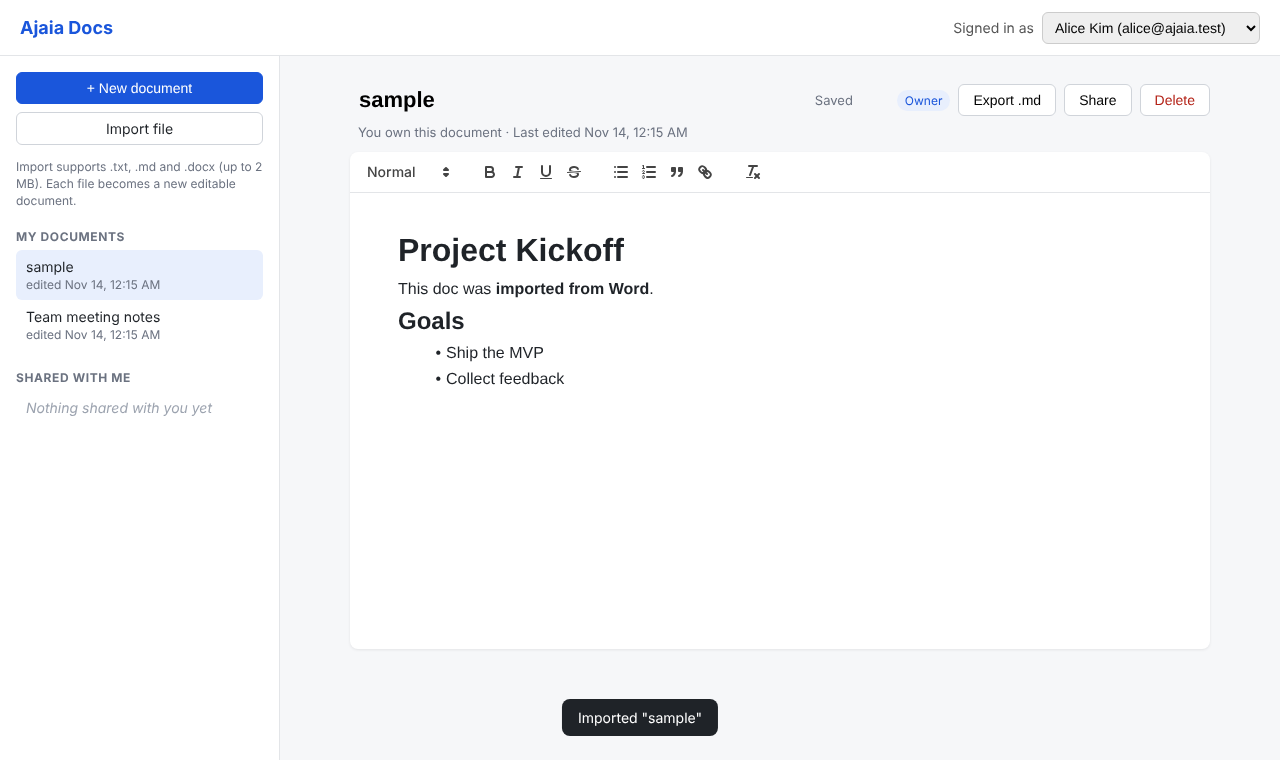 Ajaia Docs
Signed in as
Alice Kim (alice@ajaia.test)
+ New document
Import file
Import supports .txt, .md and .docx (up to 2
MB). Each file becomes a new editable
document.
MY DOCUMENTS
sample
edited Nov 14, 12:15 AM
Team meeting notes
edited Nov 14, 12:15 AM
SHARED WITH ME
Nothing shared with you yet
sample
Saved
Owner
Export .md
Share
Delete
You own this document · Last edited Nov 14, 12:15 AM
Normal
Project Kickoff
This doc was imported from Word.
Goals
• Ship the MVP
• Collect feedback
Imported "sample"